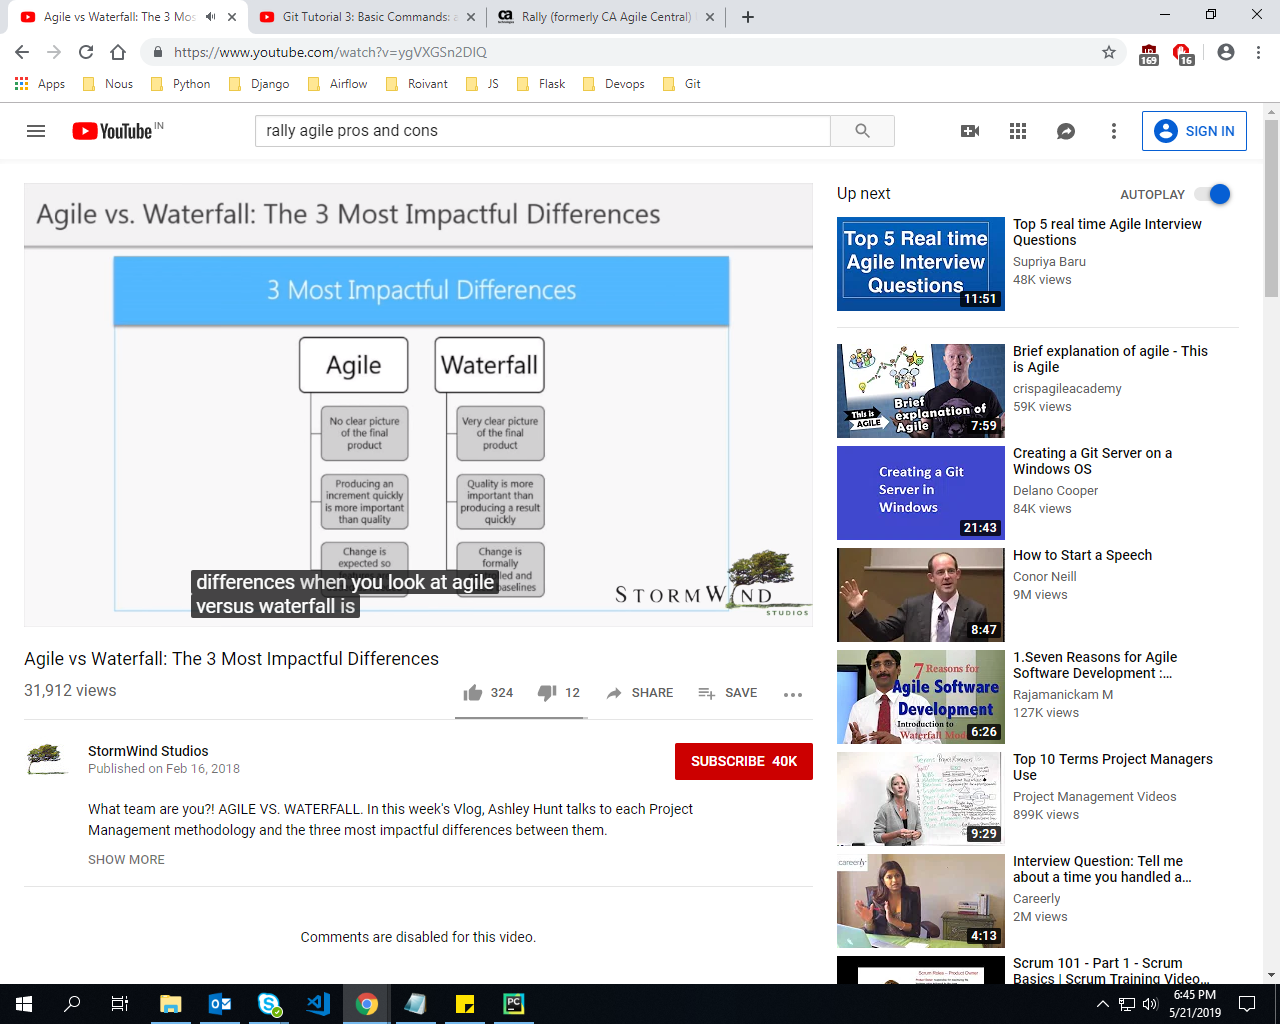 Agile vs Waterfall: The 3 Mos
Git Tutorial 3: Basic Commands: a
ca
Rally (formerly CA Agile Central)
https://www.youtube.com/watch?v=ygVXGSn2DIQ
169
16
Apps
Nous
Python
Django
Airflow
Roivant
JS
Flask
Devops
Git
YouTube IN
rally agile pros and cons
SIGN IN
Agile vs. Waterfall: The 3 Most Impactful Differences
3 Most Impactful Differences
Agile
Waterfall
No clear picture
of the final
product
Very clear picture
of the final
product
Producing an
increment quickly
is more important
than quality
Quality is more
important than
producing a result
quickly
Change is
expected so
Change is
formally
baselines
differences when you look at agile
versus waterfall is
STORMWIND
STUDIOS
Agile vs Waterfall: The 3 Most Impactful Differences
31,912 views
324
12
SHARE
SAVE
StormWind Studios
Published on Feb 16, 2018
SUBSCRIBE 40K
What team are you?! AGILE VS. WATERFALL. In this week's Vlog, Ashley Hunt talks to each Project
Management methodology and the three most impactful differences between them.
SHOW MORE
Comments are disabled for this video.
Up next
AUTOPLAY
Top 5 Real time
Agile Interview
Questions
11:51
Top 5 real time Agile Interview
Questions
Supriya Baru
48K views
This is
AGILE
Brief
explanation of
Agile
7:59
Brief explanation of agile - This
is Agile
crispagileacademy
59K views
Creating a Git
Server in
Windows
21:43
Creating a Git Server on a
Windows OS
Delano Cooper
84K views
8:47
How to Start a Speech
Conor Neill
9M views
7 Reasons for
Agile Software
Development
Introduction to
Waterfall Mod
6:26
1.Seven Reasons for Agile
Software Development :...
Rajamanickam M
127K views
9:29
Top 10 Terms Project Managers
Use
Project Management Videos
899K views
careerly
4:13
Interview Question: Tell me
about a time you handled a...
Careerly
2M views
Scrum Roles – Product Owner
Scrum 101 - Part 1 - Scrum
Basics | Scrum Training Video...
PC
6:45 PM
5/21/2019